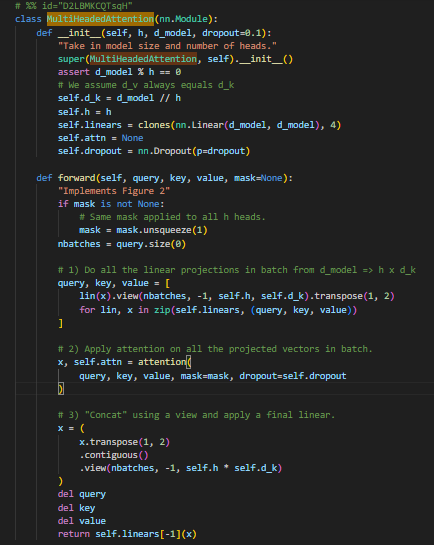 # %% id="D2LBMKCQTsqH"
class MultiHeadedAttention(nn.Module):
    def __init__(self, h, d_model, dropout=0.1):
        "Take in model size and number of heads."
        super(MultiHeadedAttention, self).__init__()
        assert d_model % h == 0
        # We assume d_v always equals d_k
        self.d_k = d_model // h
        self.h = h
        self.linears = clones(nn.Linear(d_model, d_model), 4)
        self.attn = None
        self.dropout = nn.Dropout(p=dropout)

    def forward(self, query, key, value, mask=None):
        "Implements Figure 2"
        if mask is not None:
            # Same mask applied to all h heads.
            mask = mask.unsqueeze(1)
        nbatches = query.size(0)

        # 1) Do all the linear projections in batch from d_model => h x d_k
        query, key, value = [
            lin(x).view(nbatches, -1, self.h, self.d_k).transpose(1, 2)
            for lin, x in zip(self.linears, (query, key, value))
        ]

        # 2) Apply attention on all the projected vectors in batch.
        x, self.attn = attention(
            query, key, value, mask=mask, dropout=self.dropout
        )

        # 3) "Concat" using a view and apply a final linear.
        x = (
            x.transpose(1, 2)
            .contiguous()
            .view(nbatches, -1, self.h * self.d_k)
        )
        del query
        del key
        del value
        return self.linears[-1](x)